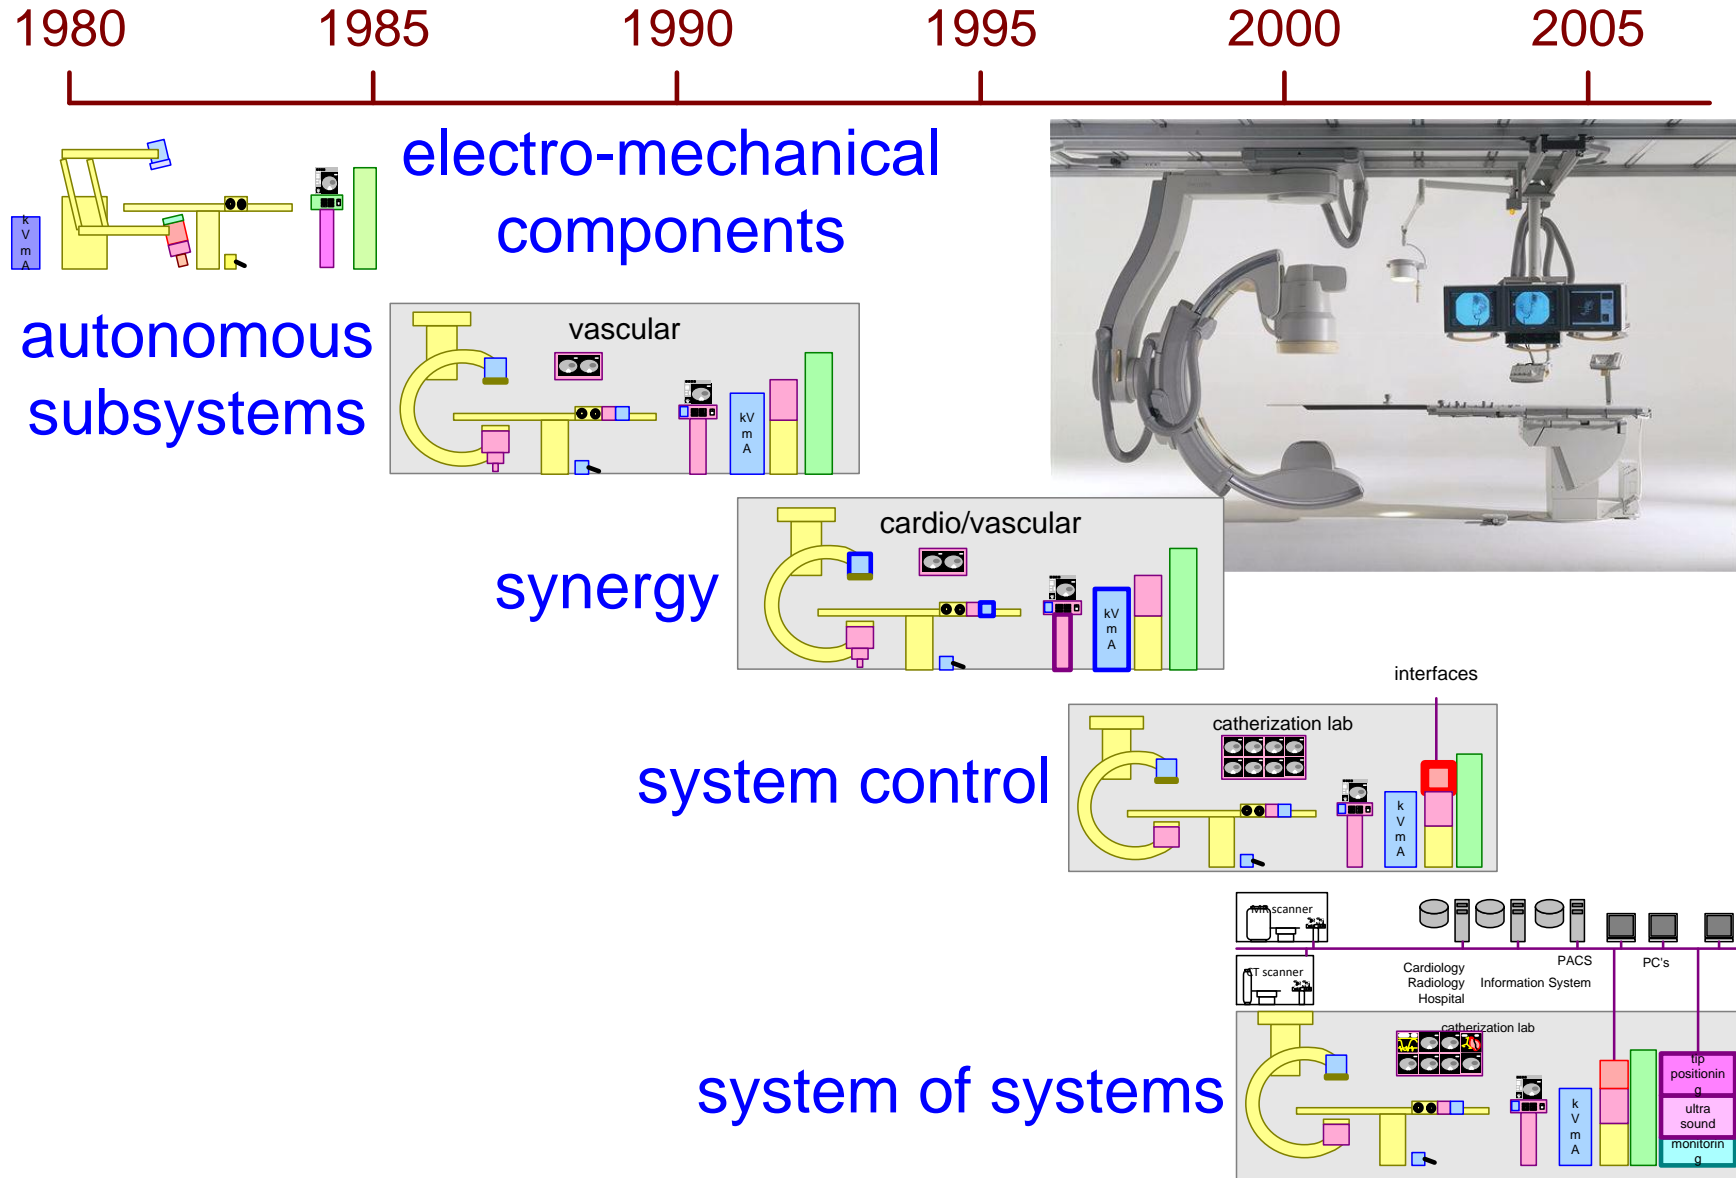 1980 1985 1990 1995 2000 2005
electro-mechanical
components
k
V
m
A
autonomous
subsystems
vascular
kV
m
A
synergy
cardio/vascular
kV
m
A
interfaces
system control
catherization lab
k
V
m
A
MR scanner
CT scanner
Cardiology
Radiology
Hospital
Information System
PACS
PC's
system of systems
catherization lab
k
V
m
A
tip
positionin
g
ultra
sound
monitorin
g